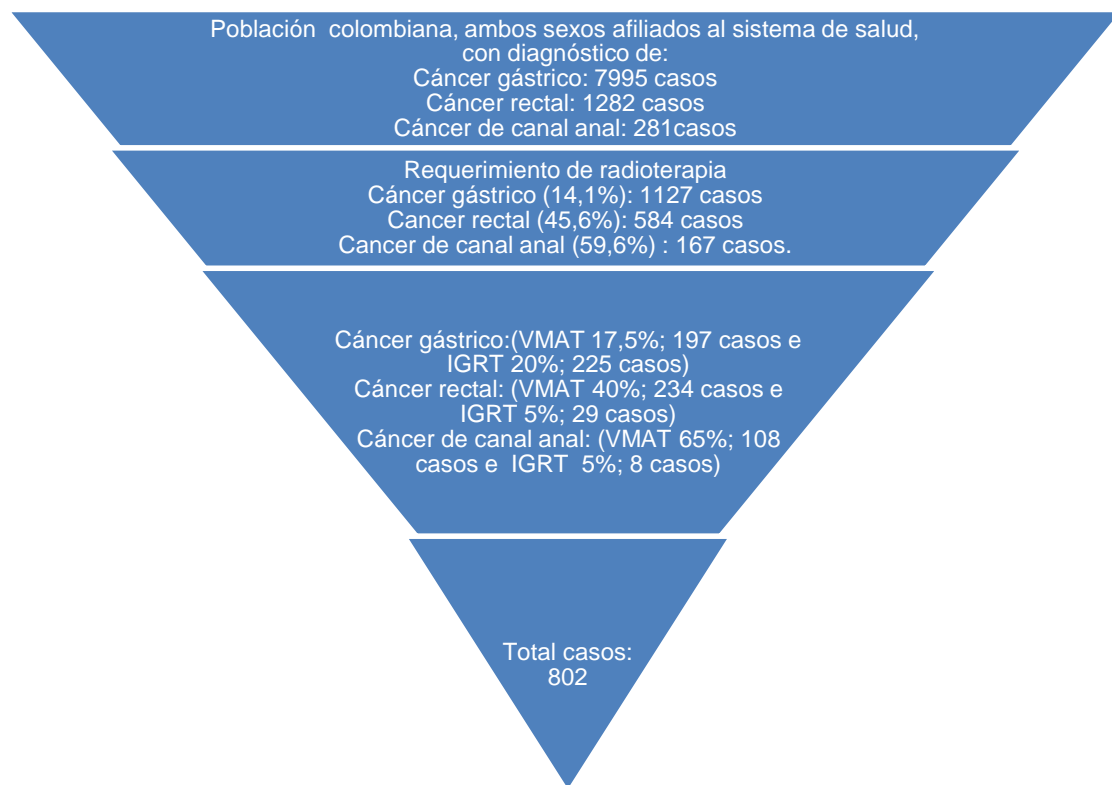 Población  colombiana, ambos sexos afiliados al sistema de salud,
con diagnóstico de:
Cáncer gástrico: 7995 casos
Cáncer rectal: 1282 casos
Cáncer de canal anal: 281casos
Requerimiento de radioterapia
Cáncer gástrico (14,1%): 1127 casos
Cancer rectal (45,6%): 584 casos
Cancer de canal anal (59,6%) : 167 casos.
Cáncer gástrico:(VMAT 17,5%; 197 casos e
IGRT 20%; 225 casos)
Cáncer rectal: (VMAT 40%; 234 casos e
IGRT 5%; 29 casos)
Cáncer de canal anal: (VMAT 65%; 108
casos e  IGRT  5%; 8 casos)
Total casos:
802